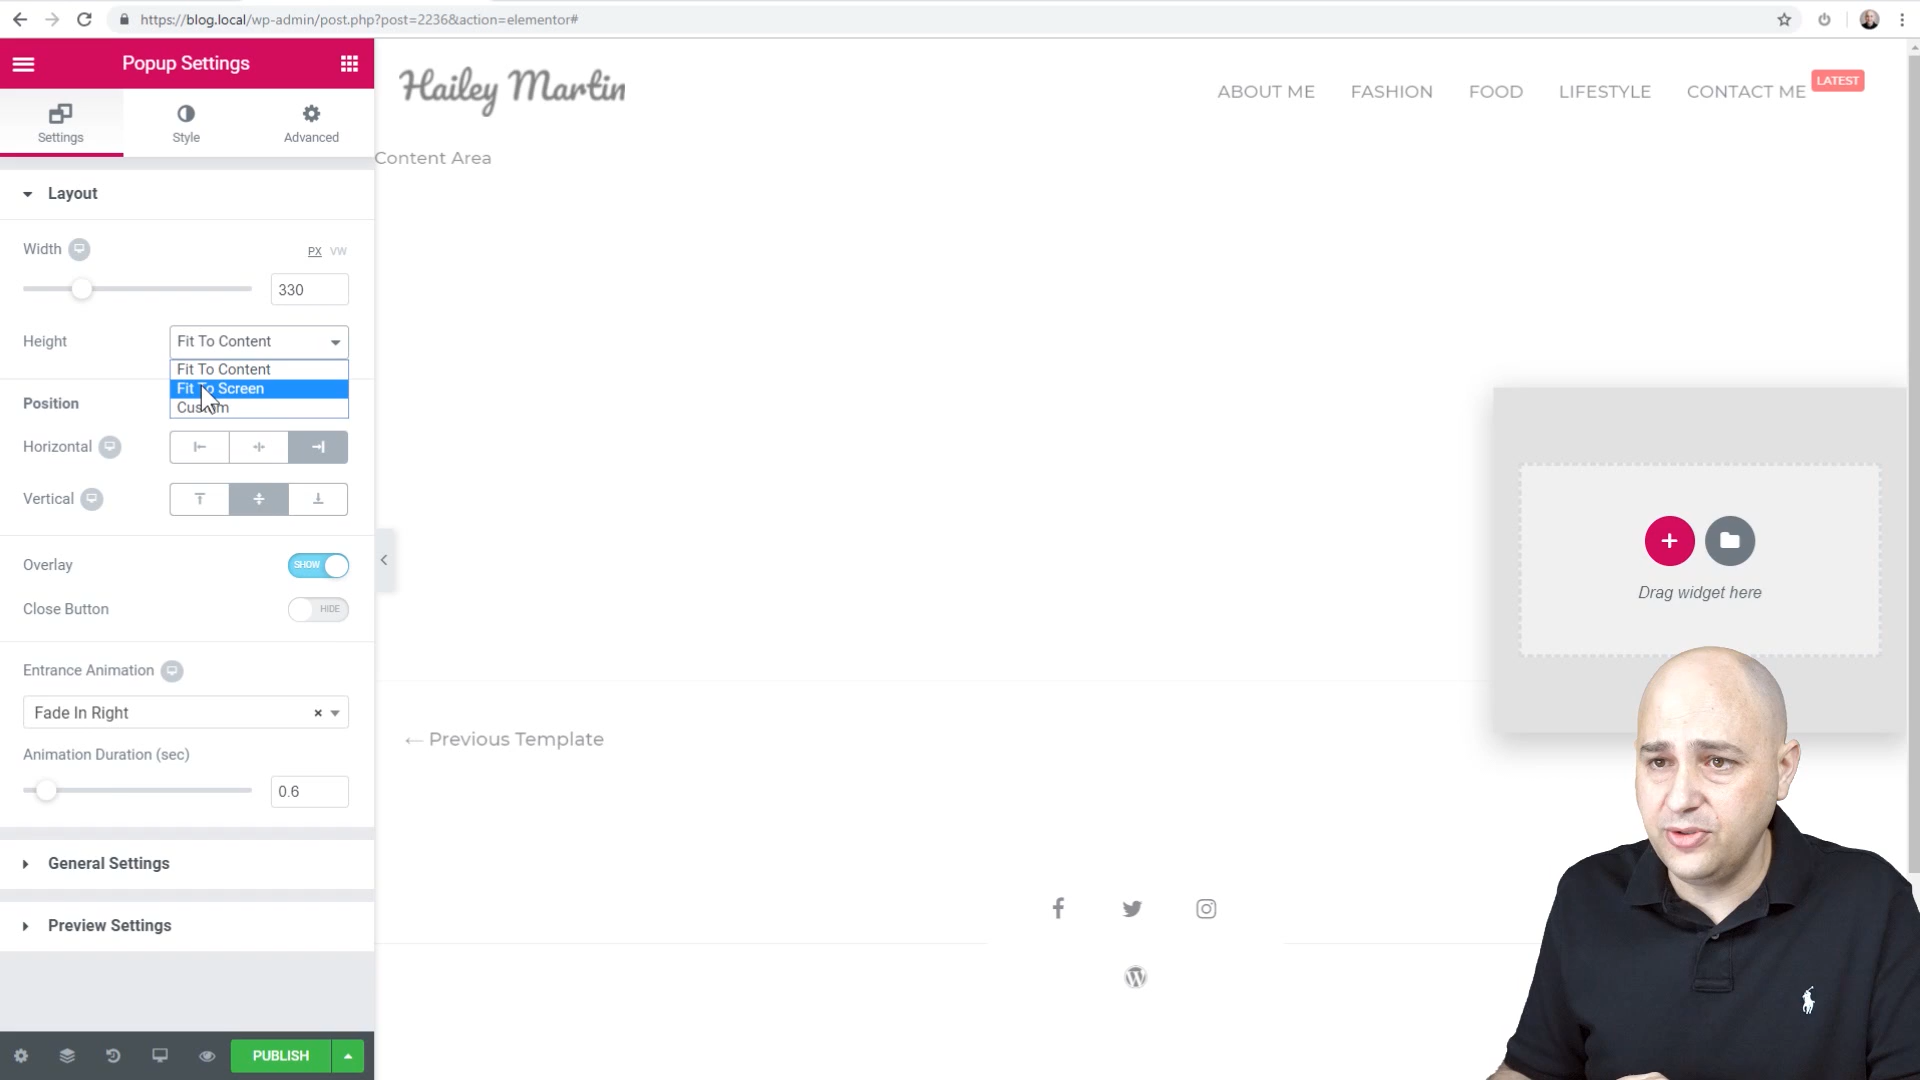 https://blog.local/wp-admin/post.php?post=2236&action=elementor#
Popup Settings
Settings
Style
Advanced
Layout
Width
PX VW
330
Height
Fit To Content
Fit To Content
Fit To Screen
Custom
Position
Horizontal
Vertical
Overlay
SHOW
Close Button
HIDE
Entrance Animation
Fade In Right
×
Animation Duration (sec)
0.6
General Settings
Preview Settings
PUBLISH
Hailey Martin
ABOUT ME
FASHION
FOOD
LIFESTYLE
CONTACT ME
LATEST
Content Area
Drag widget here
← Previous Template